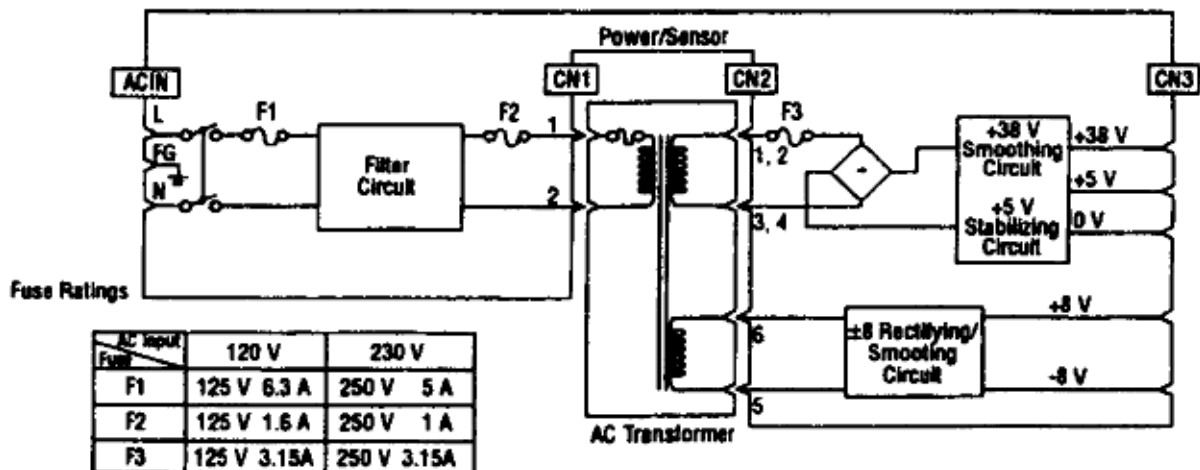 Power/Sensor
ACIN
CN1
CN2
CN3
L
F1
F2
1
F3
FG
N
Filter
Circuit
2
1, 2
3, 4
+38 V
Smoothing
Circuit
+5 V
Stabilizing
Circuit
+38 V
+5 V
0 V
Fuse Ratings
AC Input
Fuse
120 V
230 V
F1
125 V 6.3 A
250 V 5 A
F2
125 V 1.6 A
250 V 1 A
F3
125 V 3.15A
250 V 3.15A
6
5
±8 Rectifying/
Smooting
Circuit
+8 V
-8 V
AC Transformer